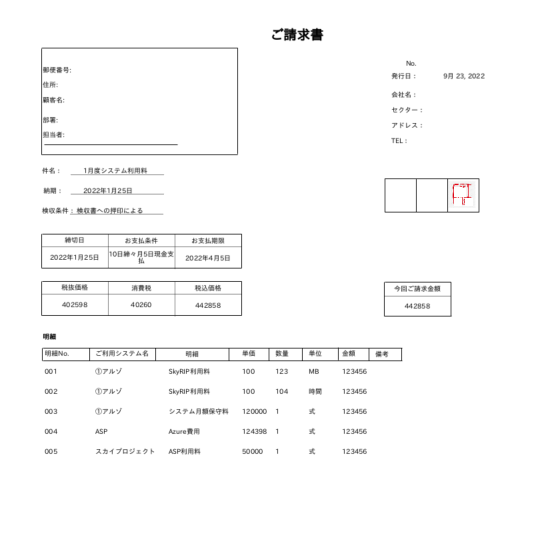 ご請求書
郵便番号:
住所:
顧客名:
部署:
担当者:
No.
発行日： 9月 23, 2022
会社名：
セクター：
アドレス：
TEL：
件名： 1月度システム利用料
納期： 2022年1月25日
検収条件： 検収書への押印による
締切日 お支払条件 お支払期限
2022年1月25日 10日締々月5日現金支払 2022年4月5日
税抜価格 消費税 税込価格
402598 40260 442858
今回ご請求金額
442858
明細
明細No. ご利用システム名 明細 単価 数量 単位 金額 備考
001 ①アルゾ SkyRIP利用料 100 123 MB 123456
002 ①アルゾ SkyRIP利用料 100 104 時間 123456
003 ①アルゾ システム月額保守料 120000 1 式 123456
004 ASP Azure費用 124398 1 式 123456
005 スカイプロジェクト ASP利用料 50000 1 式 123456